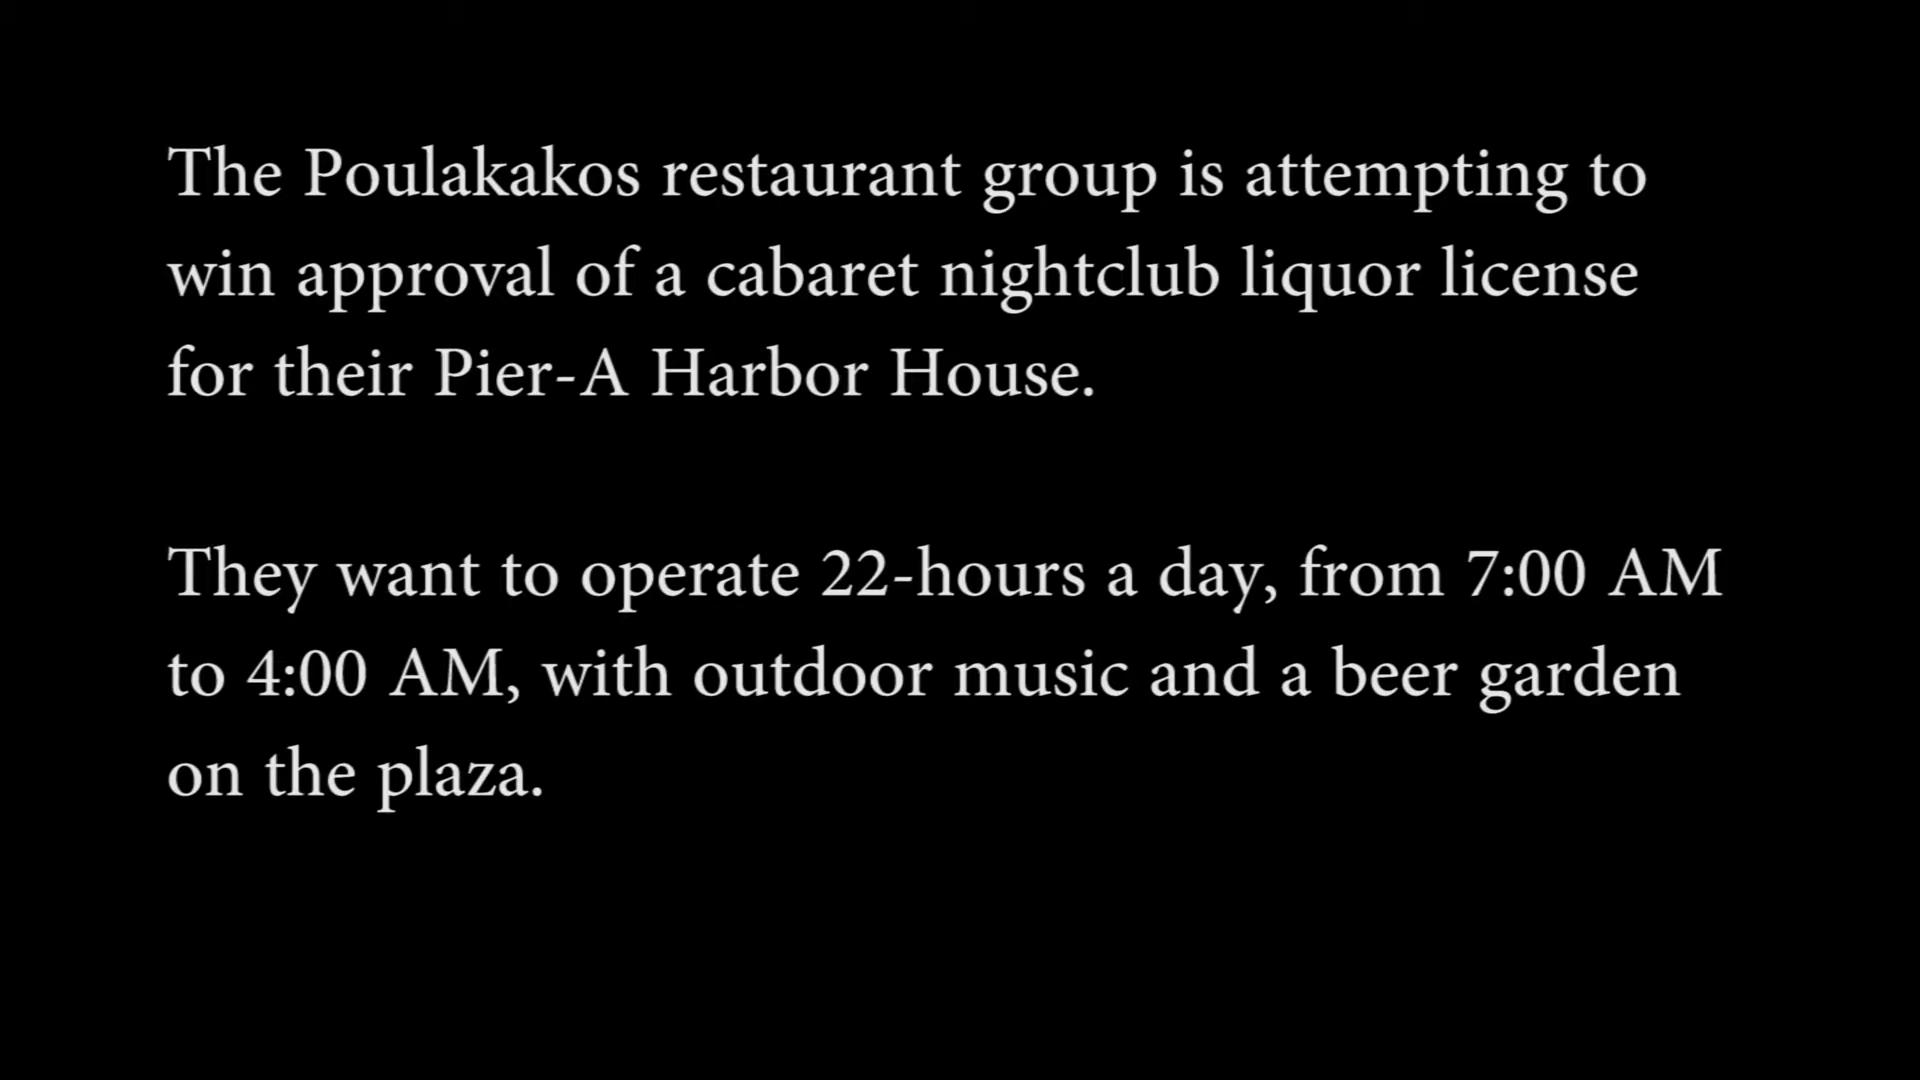 The Poulakakos restaurant group is attempting to
win approval of a cabaret nightclub liquor license
for their Pier-A Harbor House.
They want to operate 22-hours a day, from 7:00 AM
to 4:00 AM, with outdoor music and a beer garden
on the plaza.